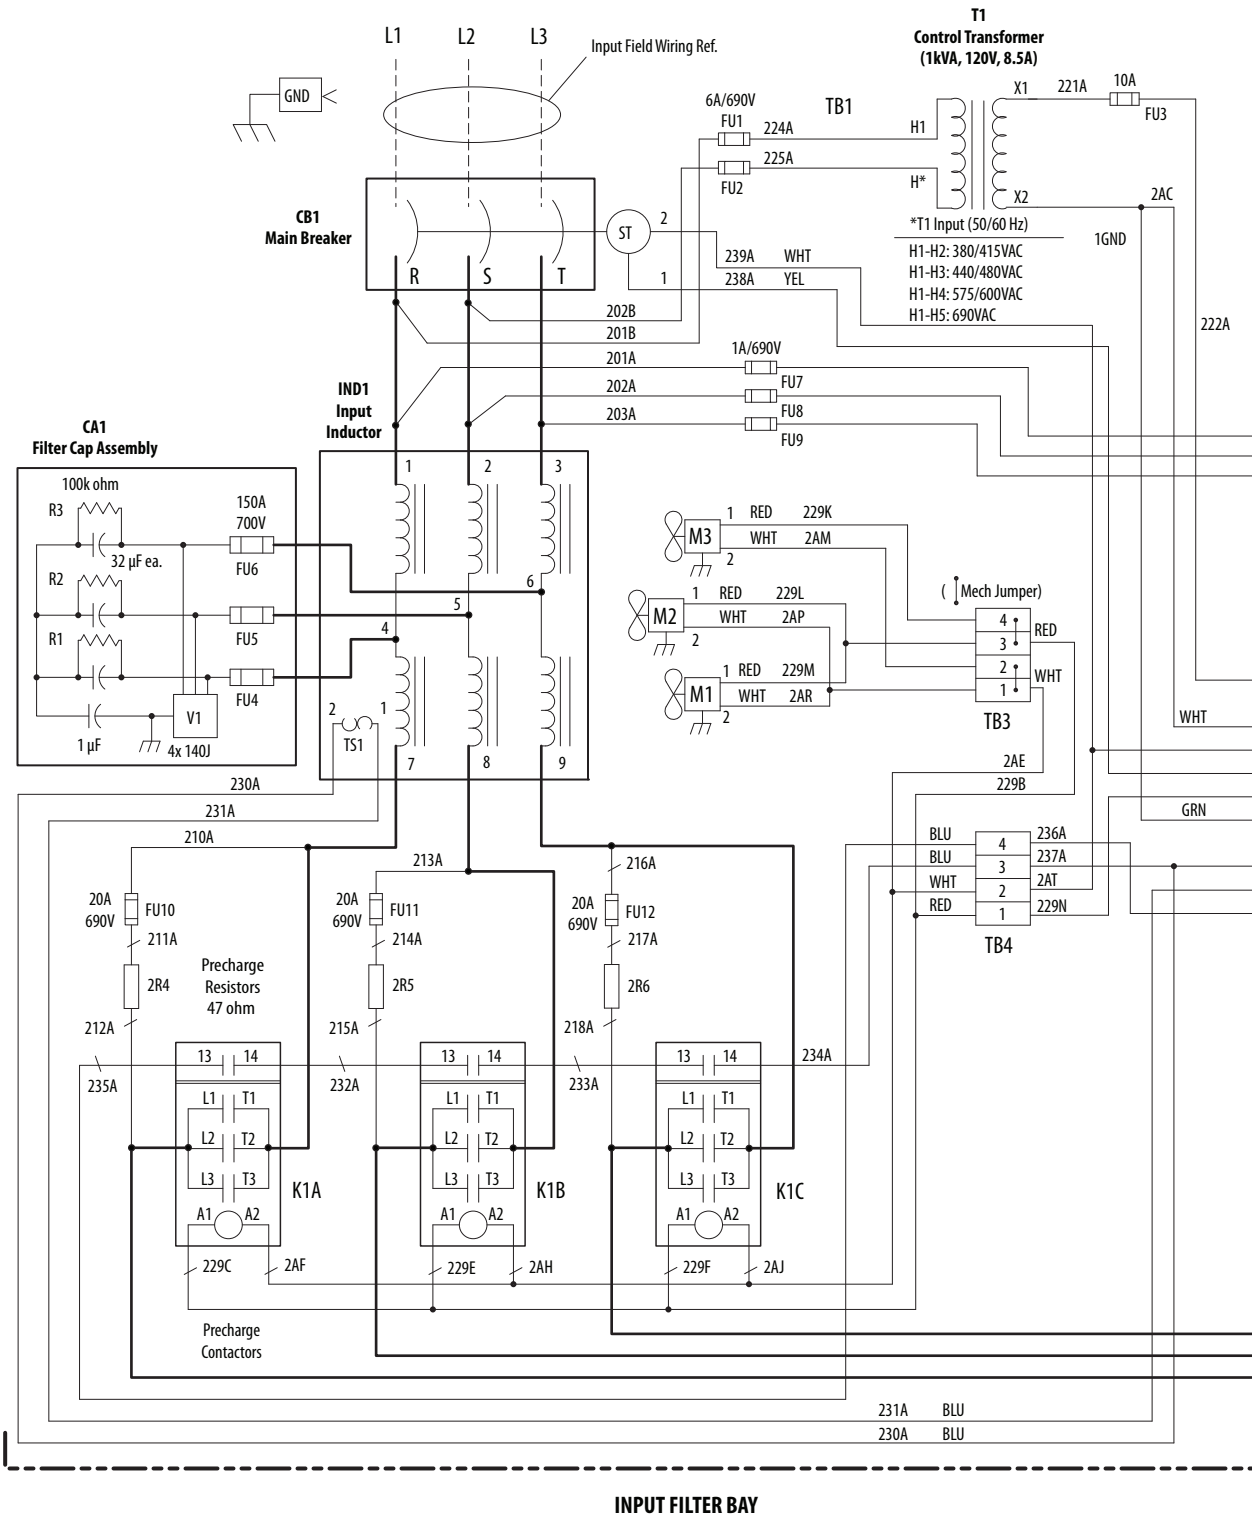 T1
Control Transformer
(1kVA, 120V, 8.5A)
L1 L2 L3
Input Field Wiring Ref.
GND
6A/690V
FU1
224A
TB1
H1
X1
221A
10A
FU3
225A
FU2
H*
X2
2AC
*T1 Input (50/60 Hz)
H1-H2: 380/415VAC
H1-H3: 440/480VAC
H1-H4: 575/600VAC
H1-H5: 690VAC
1GND
222A
CB1
Main Breaker
R S T
ST
2
1
239A WHT
238A YEL
202B
201B
201A
202A
203A
1A/690V
FU7
FU8
FU9
IND1
Input
Inductor
CA1
Filter Cap Assembly
100k ohm
R3
32 µF ea.
R2
R1
150A
700V
FU6
FU5
FU4
1 µF
V1
4x 140J
1 2 3
6
5
4
2 1
TS1
7 8 9
M3
1 RED 229K
WHT 2AM
2
M2
1 RED 229L
WHT 2AP
2
M1
1 RED 229M
WHT 2AR
2
( Mech Jumper)
4
3
2
1
RED
WHT
TB3
WHT
2AE
229B
GRN
230A
231A
210A
213A
216A
BLU 4 236A
BLU 3 237A
WHT 2 2AT
RED 1 229N
TB4
20A
690V
FU10
211A
2R4
212A
Precharge
Resistors
47 ohm
20A
690V
FU11
214A
2R5
215A
20A
690V
FU12
217A
2R6
218A
235A
13 14
232A
13 14
233A
13 14
234A
L1 T1
L2 T2
L3 T3
A1 A2
K1A
L1 T1
L2 T2
L3 T3
A1 A2
K1B
L1 T1
L2 T2
L3 T3
A1 A2
K1C
229C 2AF
229E 2AH
229F 2AJ
Precharge
Contactors
231A BLU
230A BLU
INPUT FILTER BAY